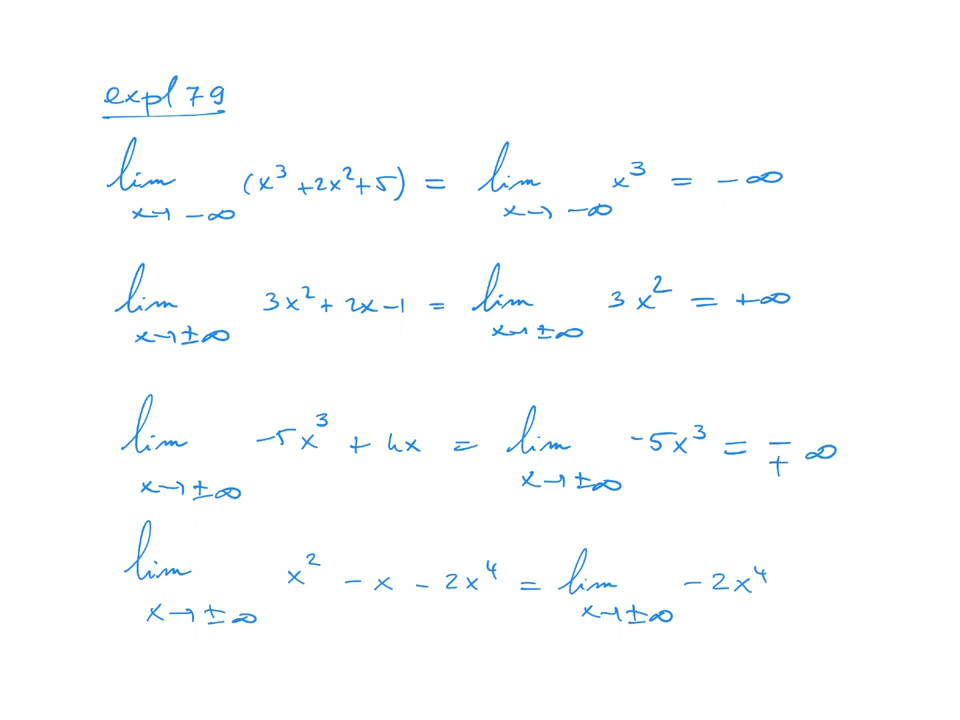 expl 79
lim x→-∞ (x³+2x²+5) = lim x→-∞ x³ = -∞
lim x→±∞ 3x²+2x-1 = lim x→±∞ 3x² = +∞
lim x→±∞ -5x³+4x = lim x→±∞ -5x³ = ∓∞
lim x→±∞ x²-x-2x⁴ = lim x→±∞ -2x⁴